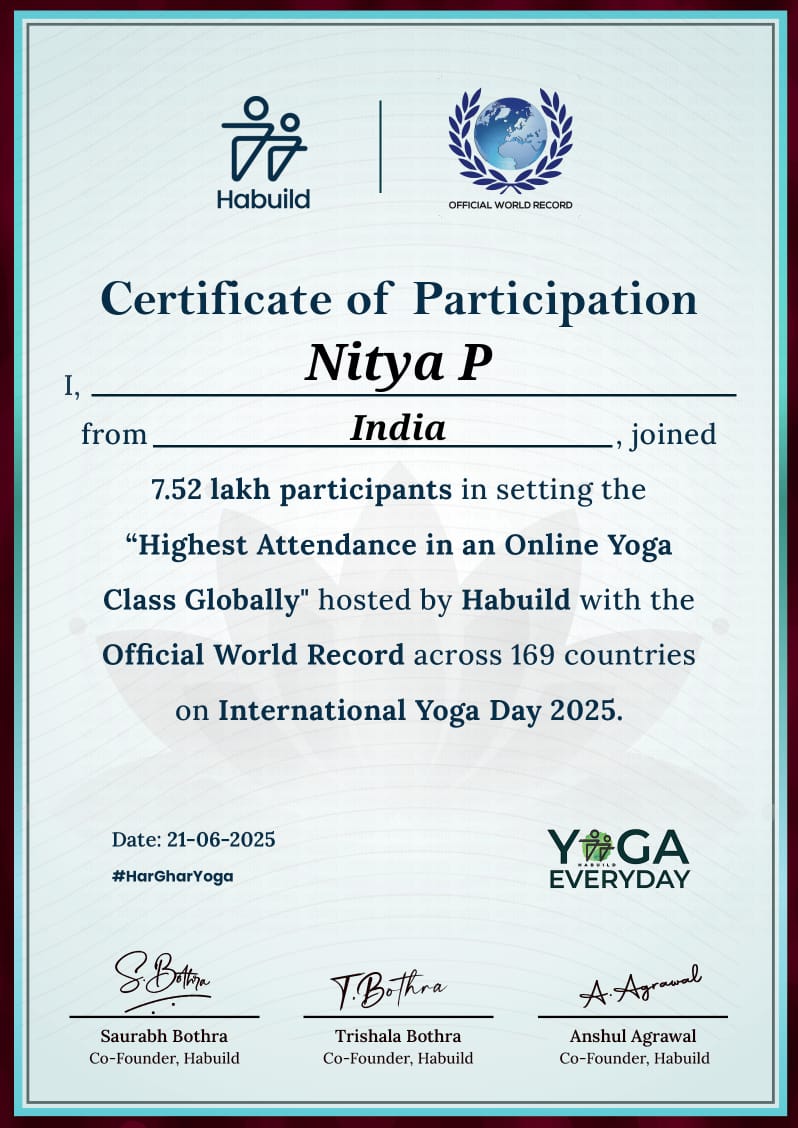 Habuild
OFFICIAL WORLD RECORD
Certificate of Participation
I, Nitya P
from India, joined
7.52 lakh participants in setting the
“Highest Attendance in an Online Yoga
Class Globally" hosted by Habuild with the
Official World Record across 169 countries
on International Yoga Day 2025.
Date: 21-06-2025
#HarGharYoga
YOGA
HABUILD
EVERYDAY
S. Bothra
T. Bothra
A. Agrawal
Saurabh Bothra
Co-Founder, Habuild
Trishala Bothra
Co-Founder, Habuild
Anshul Agrawal
Co-Founder, Habuild